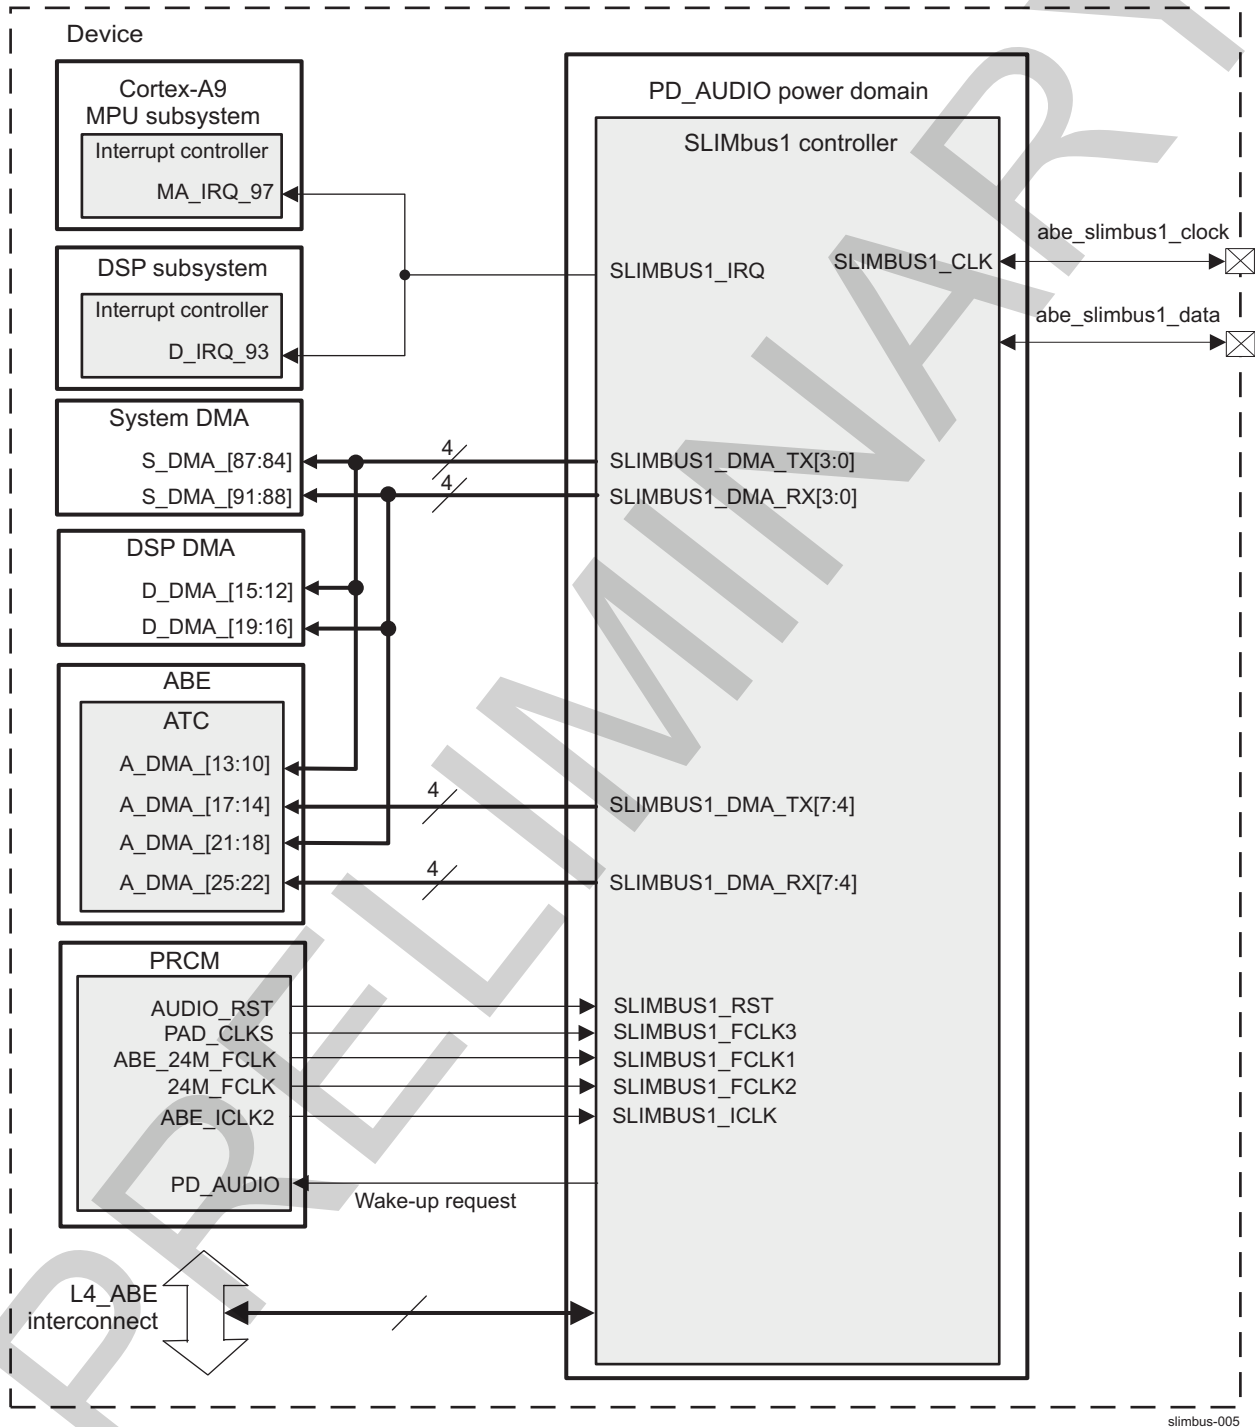 Device
Cortex-A9
MPU subsystem
Interrupt controller
MA_IRQ_97
DSP subsystem
Interrupt controller
D_IRQ_93
System DMA
S_DMA_[87:84]
S_DMA_[91:88]
DSP DMA
D_DMA_[15:12]
D_DMA_[19:16]
ABE
ATC
A_DMA_[13:10]
A_DMA_[17:14]
A_DMA_[21:18]
A_DMA_[25:22]
PRCM
AUDIO_RST
PAD_CLKS
ABE_24M_FCLK
24M_FCLK
ABE_ICLK2
PD_AUDIO
Wake-up request
L4_ABE
interconnect
4
4
4
4
PD_AUDIO power domain
SLIMbus1 controller
SLIMBUS1_IRQ
SLIMBUS1_CLK
SLIMBUS1_DMA_TX[3:0]
SLIMBUS1_DMA_RX[3:0]
SLIMBUS1_DMA_TX[7:4]
SLIMBUS1_DMA_RX[7:4]
SLIMBUS1_RST
SLIMBUS1_FCLK3
SLIMBUS1_FCLK1
SLIMBUS1_FCLK2
SLIMBUS1_ICLK
abe_slimbus1_clock
abe_slimbus1_data
slimbus-005
PRELIMINARY